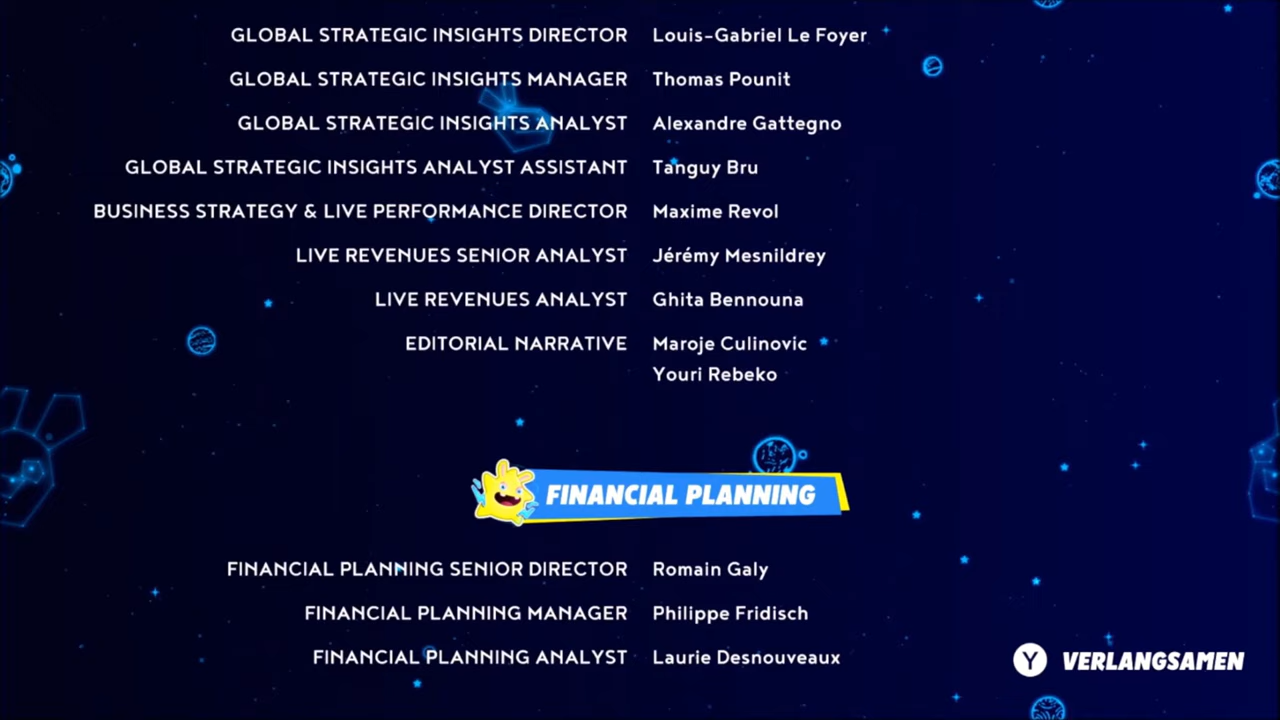 GLOBAL STRATEGIC INSIGHTS DIRECTOR Louis-Gabriel Le Foyer
GLOBAL STRATEGIC INSIGHTS MANAGER Thomas Pounit
GLOBAL STRATEGIC INSIGHTS ANALYST Alexandre Gattegno
GLOBAL STRATEGIC INSIGHTS ANALYST ASSISTANT Tanguy Bru
BUSINESS STRATEGY & LIVE PERFORMANCE DIRECTOR Maxime Revol
LIVE REVENUES SENIOR ANALYST Jérémy Mesnildrey
LIVE REVENUES ANALYST Ghita Bennouna
EDITORIAL NARRATIVE Maroje Culinovic
Youri Rebeko
FINANCIAL PLANNING
FINANCIAL PLANNING SENIOR DIRECTOR Romain Galy
FINANCIAL PLANNING MANAGER Philippe Fridisch
FINANCIAL PLANNING ANALYST Laurie Desnouveaux
Y VERLANGSAMEN